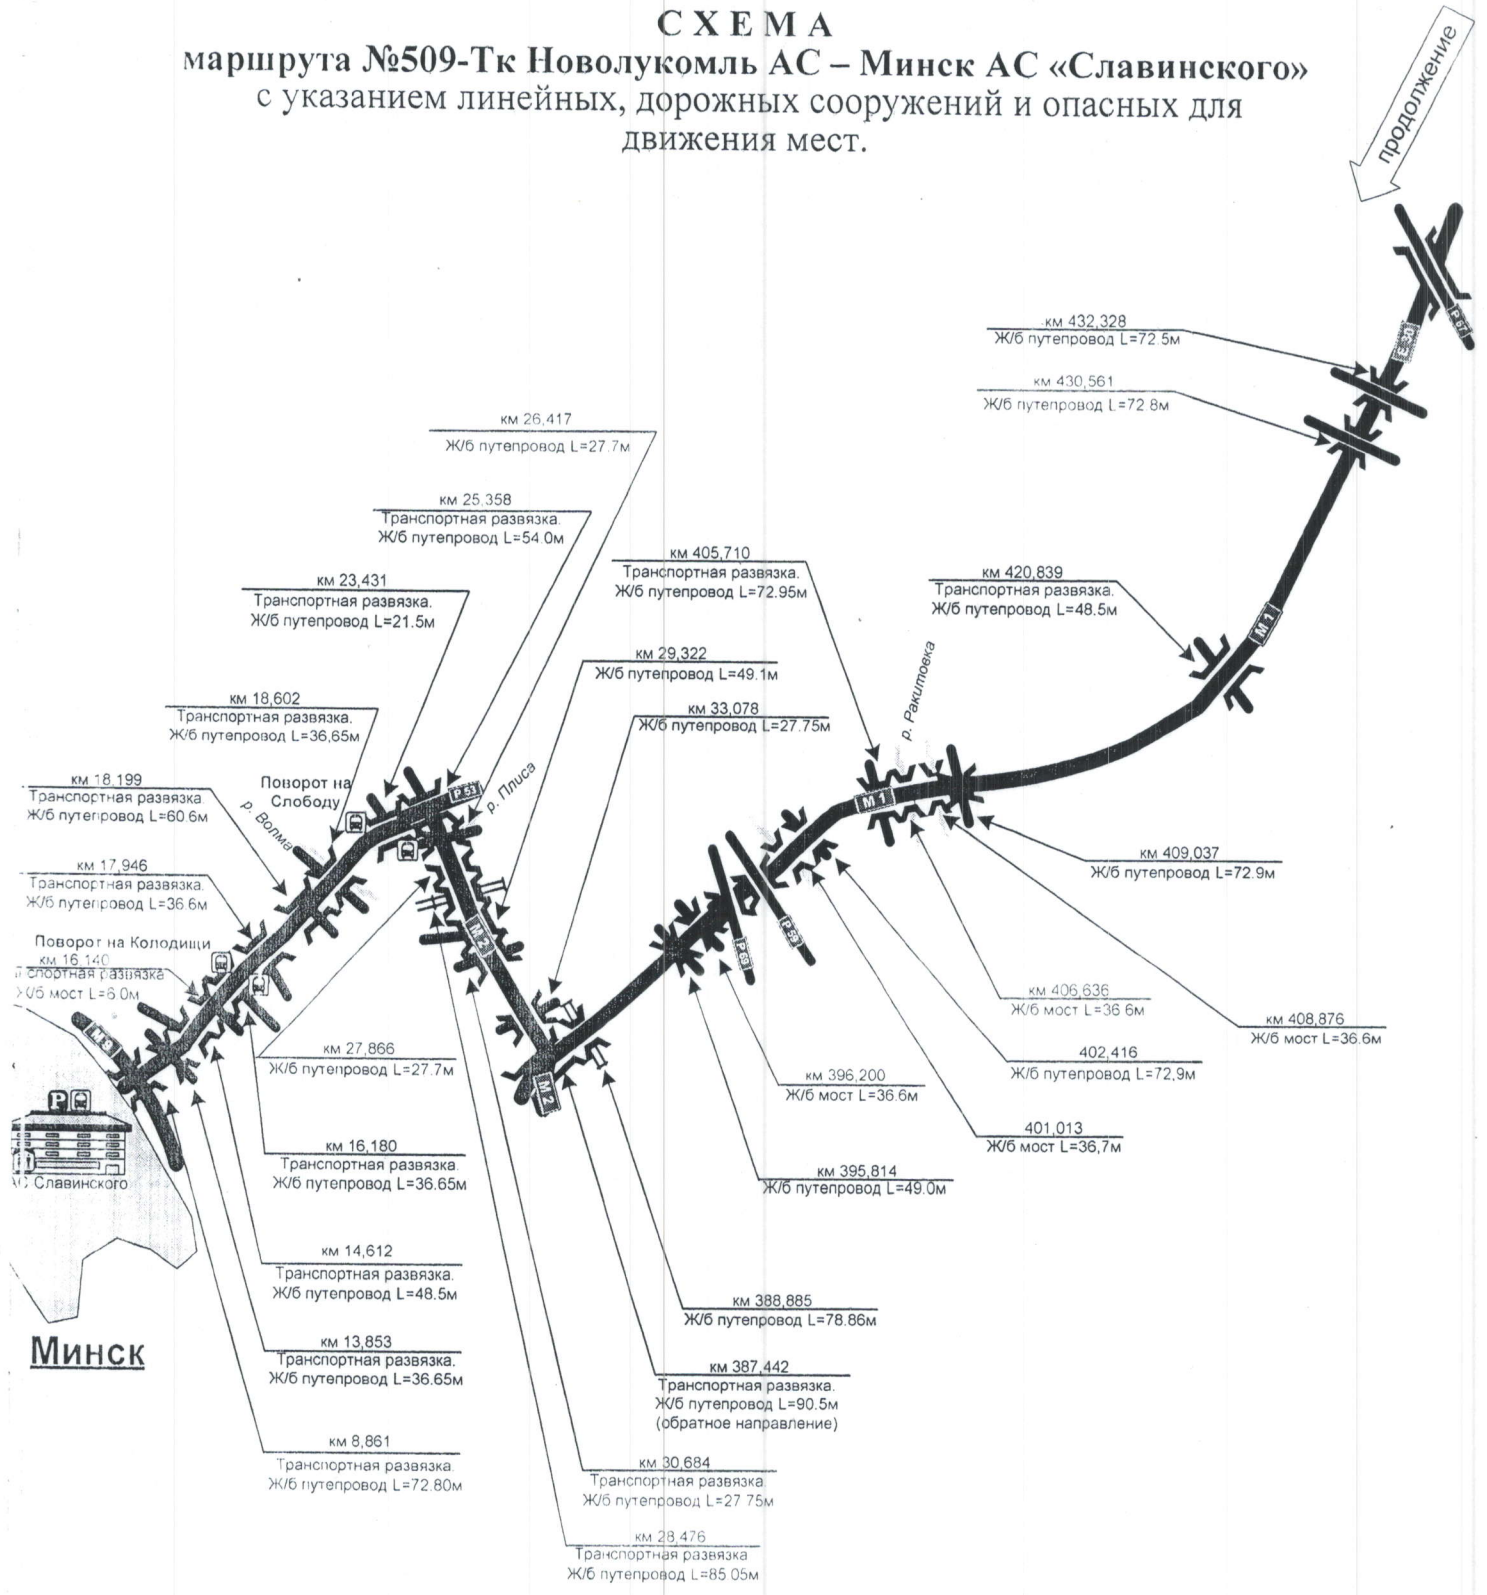 СХЕМА
маршрута №509-Тк Новолукомль АС – Минск АС «Славинского»
с указанием линейных, дорожных сооружений и опасных для
движения мест.
продолжение
Р 67
Е 30
км 432,328
Ж/б путепровод L=72.5м
км 430,561
Ж/б путепровод L=72.8м
км 26,417
Ж/б путепровод L=27.7м
км 25,358
Транспортная развязка.
Ж/б путепровод L=54.0м
км 405,710
Транспортная развязка.
Ж/б путепровод L=72.95м
км 420,839
Транспортная развязка.
Ж/б путепровод L=48.5м
М 1
км 23,431
Транспортная развязка.
Ж/б путепровод L=21.5м
км 29,322
Ж/б путепровод L=49.1м
р. Ракитовка
км 18,602
Транспортная развязка.
Ж/б путепровод L=36,65м
км 33,078
Ж/б путепровод L=27.75м
км 18,199
Транспортная развязка.
Ж/б путепровод L=60.6м
Поворот на
Слободу
р. Волма
Р 53
р. Плиса
М 1
км 409,037
Ж/б путепровод L=72.9м
км 17,946
Транспортная развязка.
Ж/б путепровод L=36.6м
Поворот на Колодищи
км 16,140
спортная развязка
Ж/б мост L=6.0м
М 2
Р 69
Р 59
км 406,636
Ж/б мост L=36.6м
км 408,876
Ж/б мост L=36.6м
М 9
км 27,866
Ж/б путепровод L=27.7м
402,416
Ж/б путепровод L=72,9м
км 396,200
Ж/б мост L=36.6м
М 2
401,013
Ж/б мост L=36,7м
Р
АС Славинского
км 16,180
Транспортная развязка.
Ж/б путепровод L=36.65м
км 395,814
Ж/б путепровод L=49.0м
км 14,612
Транспортная развязка.
Ж/б путепровод L=48.5м
км 388,885
Ж/б путепровод L=78.86м
Минск
км 13,853
Транспортная развязка.
Ж/б путепровод L=36.65м
км 387,442
Транспортная развязка.
Ж/б путепровод L=90.5м
(обратное направление)
км 8,861
Транспортная развязка.
Ж/б путепровод L=72.80м
км 30,684
Транспортная развязка.
Ж/б путепровод L=27.75м
км 28,476
Транспортная развязка
Ж/б путепровод L=85.05м